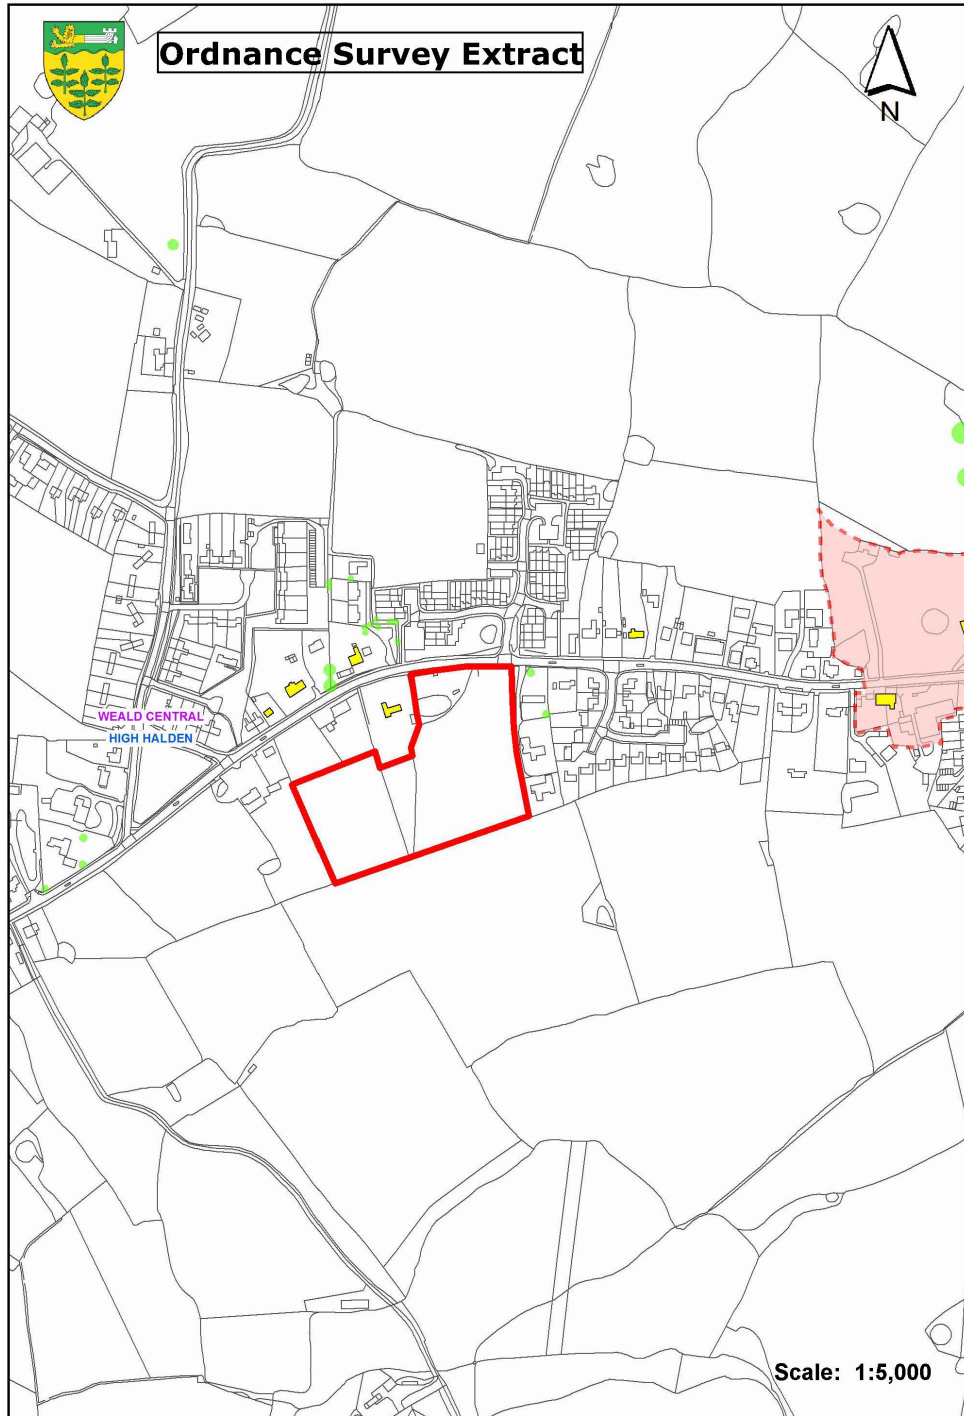 Ordnance Survey Extract
N
WEALD CENTRAL
HIGH HALDEN
Scale: 1:5,000